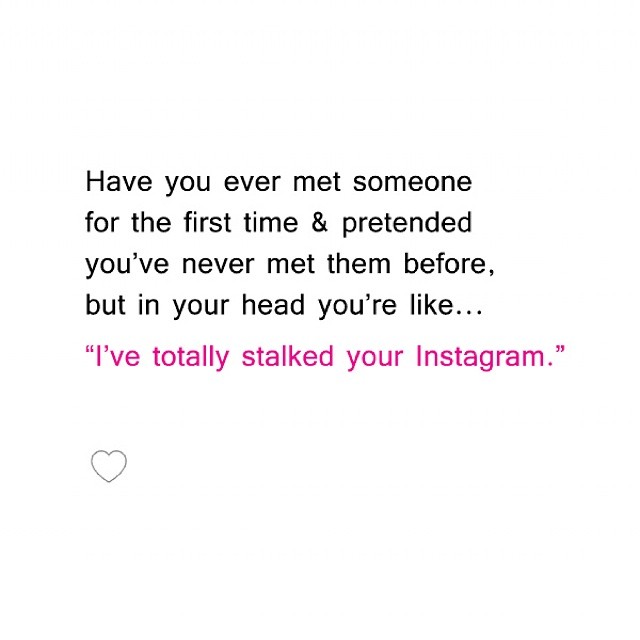 Have you ever met someone
for the first time & pretended
you’ve never met them before,
but in your head you’re like...
“I’ve totally stalked your Instagram.”